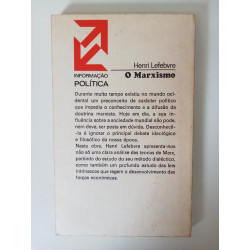 Henri Lefebvre
O Marxismo
INFORMAÇÃO
POLÍTICA
Durante muito tempo existiu no mundo oci-
dental um preconceito de carácter político
que impedia o conhecimento e a difusão da
doutrina marxista. Hoje em dia, a sua in-
fluência sobre a sociedade mundial não pode,
nem deve, ser posta em dúvida. Desconhecê-
-la é ignorar o principal debate ideológico
e filosófico da nossa época.
Nesta obra, Henri Lefebvre apresenta-nos
não só uma clara análise das teorias de Marx,
partindo do estudo do seu método dialéctico,
como também um profundo estudo das leis
intrínsecas que regem o desenvolvimento das
forças económicas.